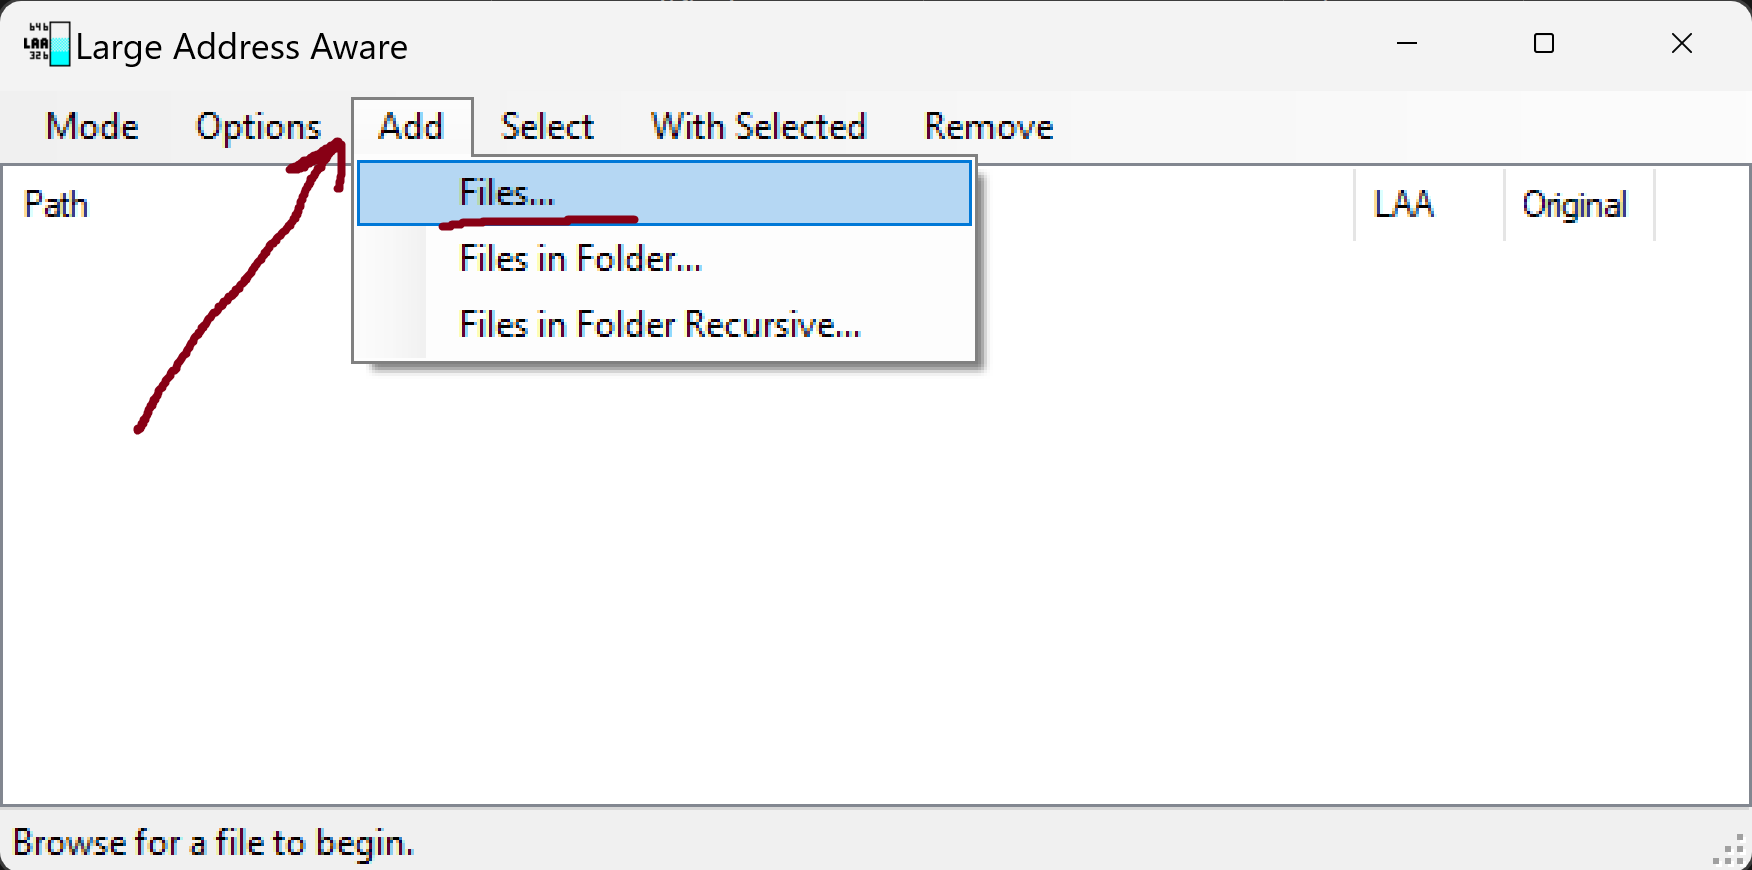 64b
LAA
32b
Large Address Aware
Mode Options Add Select With Selected Remove
Path LAA Original
Files...
Files in Folder...
Files in Folder Recursive...
Browse for a file to begin.